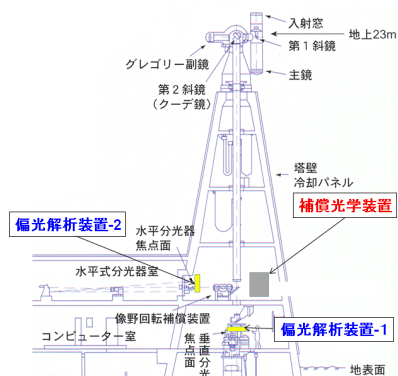 入射窓
地上23m
第1斜鏡
グレゴリー副鏡
主鏡
第2斜鏡
(クーデ鏡)
塔壁
冷却パネル
補償光学装置
偏光解析装置-2
水平分光器
焦点面
水平式分光器室
像野回転補償装置
偏光解析装置-1
コンピューター室
垂直分光
焦点面
地表面